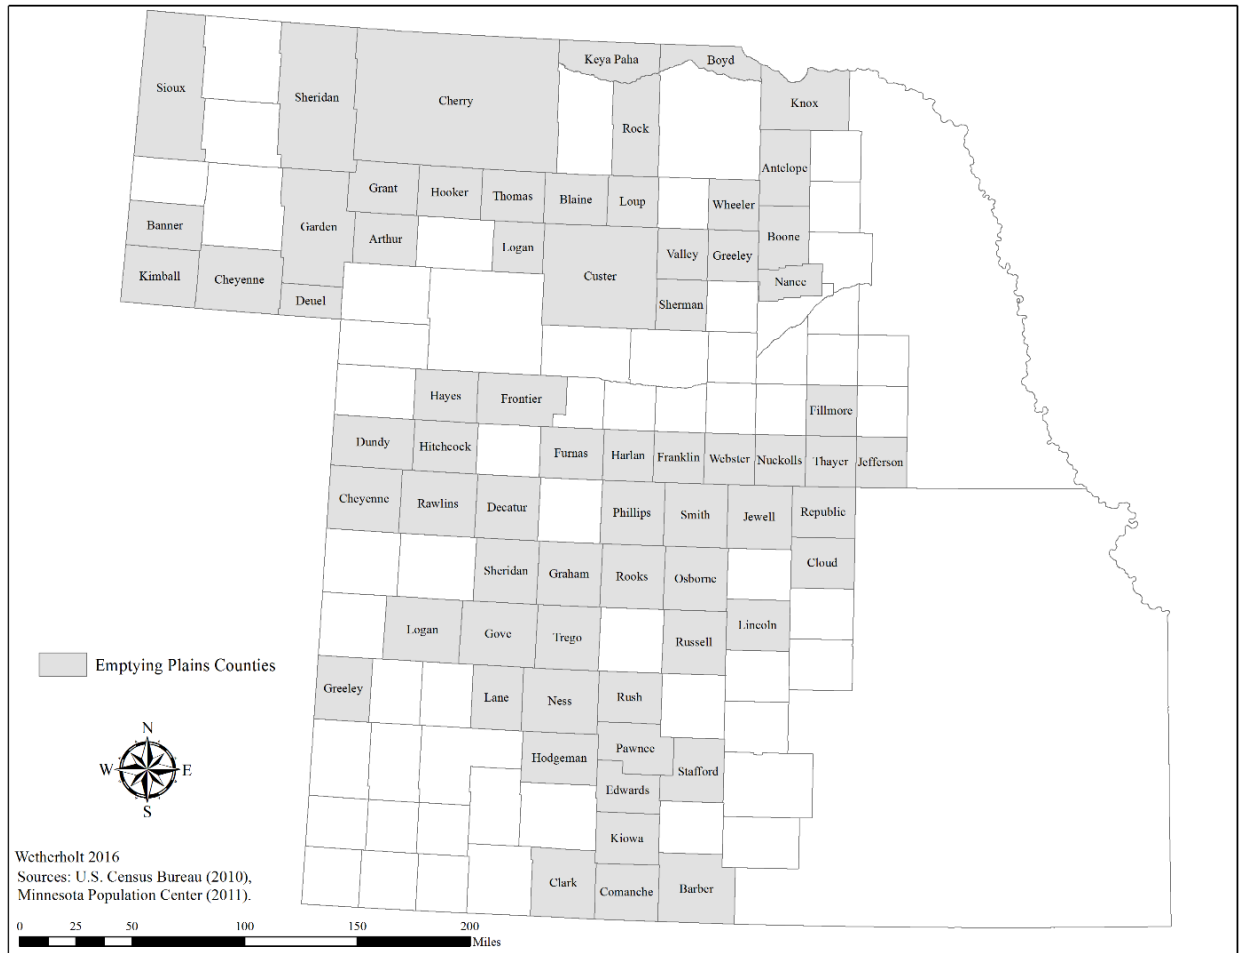 Keya Paha
Boyd
Sioux
Sheridan
Cherry
Knox
Rock
Antelope
Grant
Hooker
Thomas
Blaine
Loup
Wheeler
Banner
Garden
Arthur
Logan
Valley
Greeley
Boone
Kimball
Cheyenne
Custer
Nance
Deuel
Sherman
Hayes
Frontier
Fillmore
Dundy
Hitchcock
Furnas
Harlan
Franklin
Webster
Nuckolls
Thayer
Jefferson
Cheyenne
Rawlins
Decatur
Phillips
Smith
Jewell
Republic
Cloud
Sheridan
Graham
Rooks
Osborne
Logan
Gove
Trego
Russell
Lincoln
Emptying Plains Counties
Greeley
Lane
Ness
Rush
N
W
E
S
Hodgeman
Pawnee
Stafford
Edwards
Kiowa
Clark
Comanche
Barber
Wetherholt 2016
Sources: U.S. Census Bureau (2010),
Minnesota Population Center (2011).
0 25 50 100 150 200
Miles